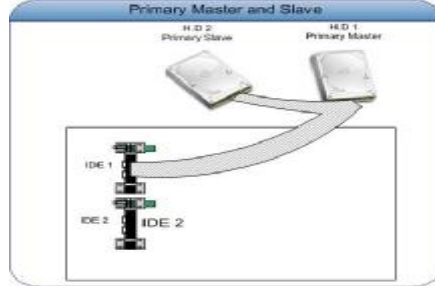 Primary Master and Slave
H.D 2
Primary Slave
H.D 1
Primary Master
IDE 1
IDE 2
IDE 2